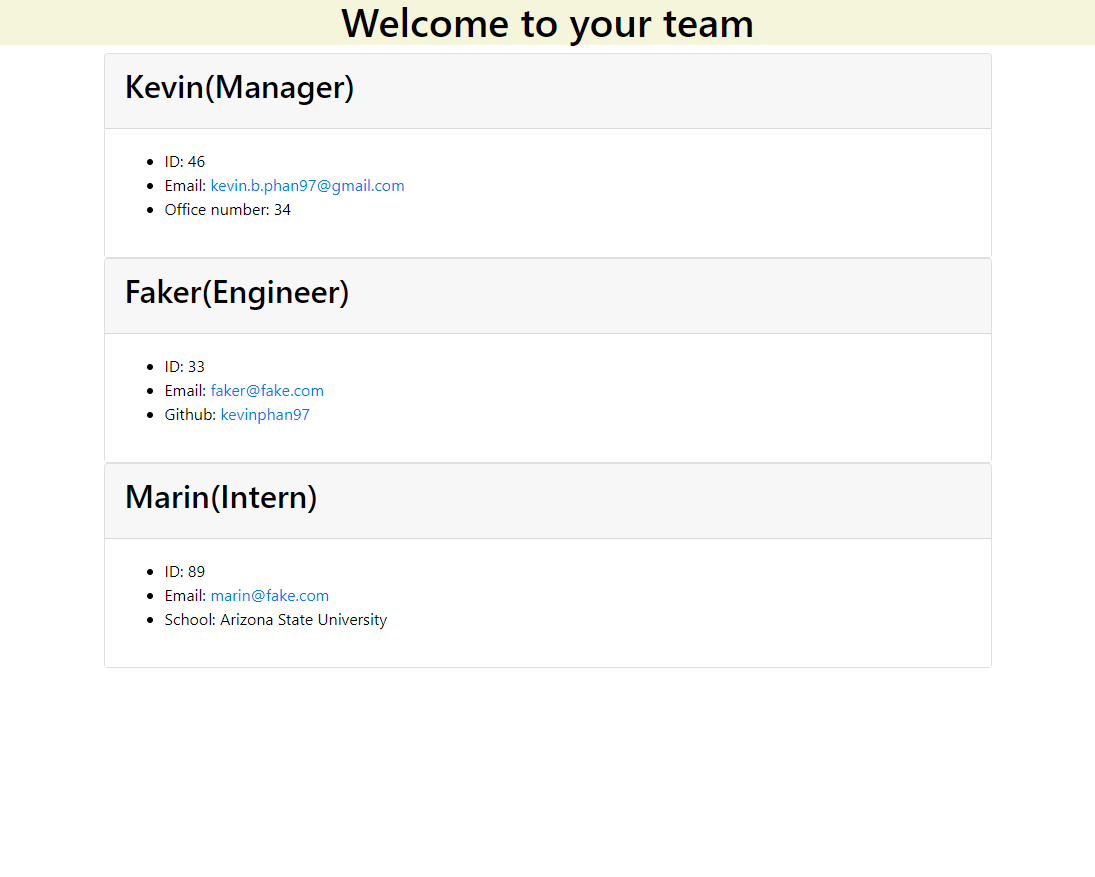 Welcome to your team
Kevin(Manager)
ID: 46
Email: kevin.b.phan97@gmail.com
Office number: 34
Faker(Engineer)
ID: 33
Email: faker@fake.com
Github: kevinphan97
Marin(Intern)
ID: 89
Email: marin@fake.com
School: Arizona State University